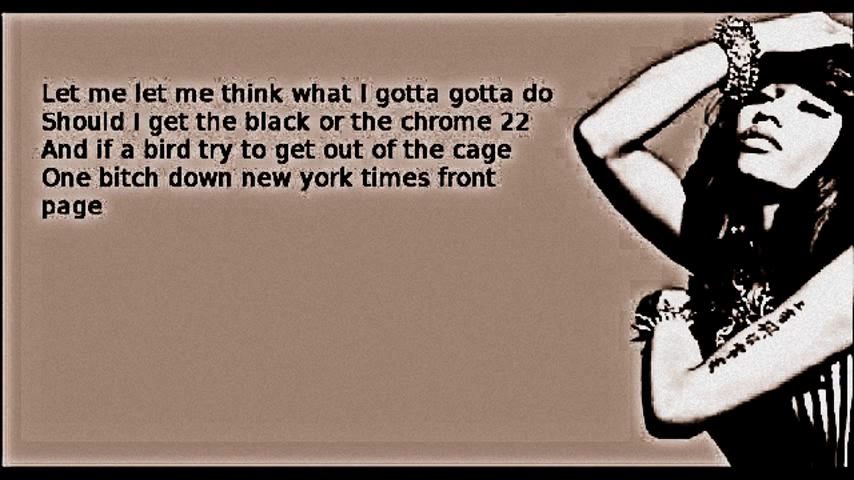 Let me let me think what I gotta gotta do
Should I get the black or the chrome 22
And if a bird try to get out of the cage
One bitch down new york times front
page